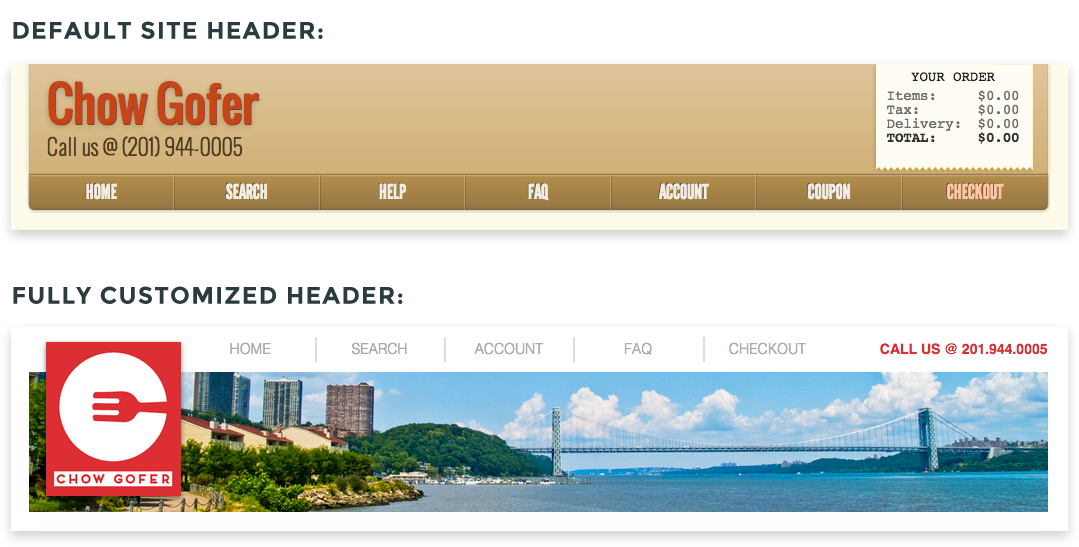 DEFAULT SITE HEADER:
Chow Gofer
Call us @ (201) 944-0005
YOUR ORDER
Items: $0.00
Tax: $0.00
Delivery: $0.00
TOTAL: $0.00
HOME SEARCH HELP FAQ ACCOUNT COUPON CHECKOUT
FULLY CUSTOMIZED HEADER:
HOME SEARCH ACCOUNT FAQ CHECKOUT CALL US @ 201.944.0005
CHOW GOFER